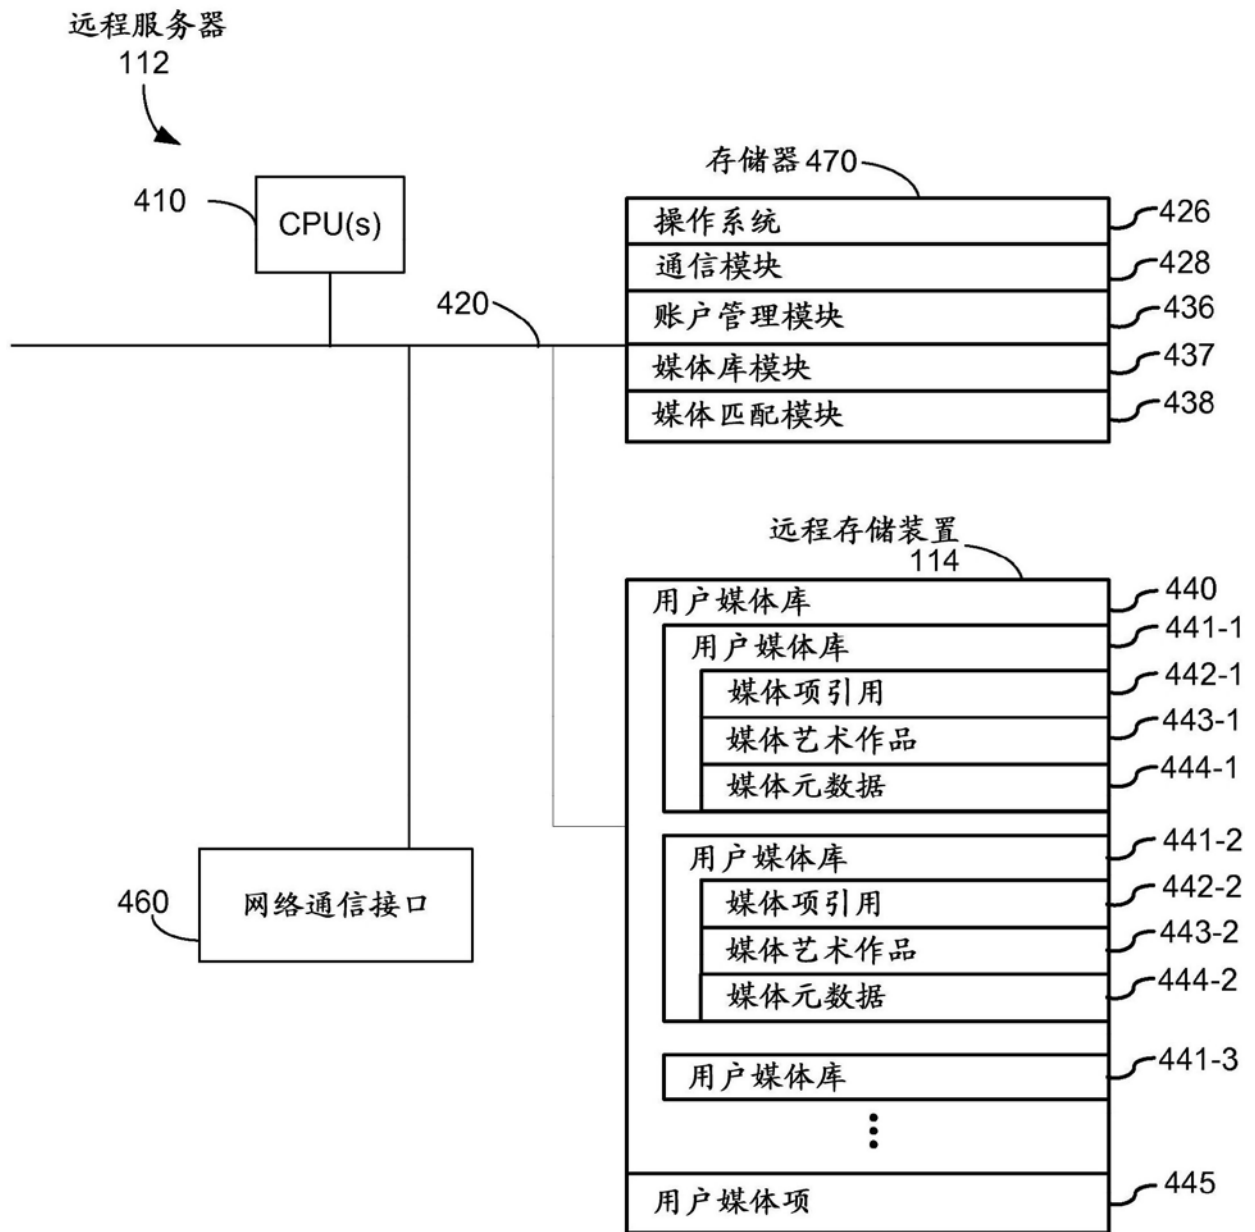 远程服务器
112
410
CPU(s)
420
存储器 470
操作系统
426
通信模块
428
账户管理模块
436
媒体库模块
437
媒体匹配模块
438
远程存储装置
114
用户媒体库
440
用户媒体库
441-1
媒体项引用
442-1
媒体艺术作品
443-1
媒体元数据
444-1
用户媒体库
441-2
媒体项引用
442-2
媒体艺术作品
443-2
媒体元数据
444-2
用户媒体库
441-3
用户媒体项
445
460
网络通信接口